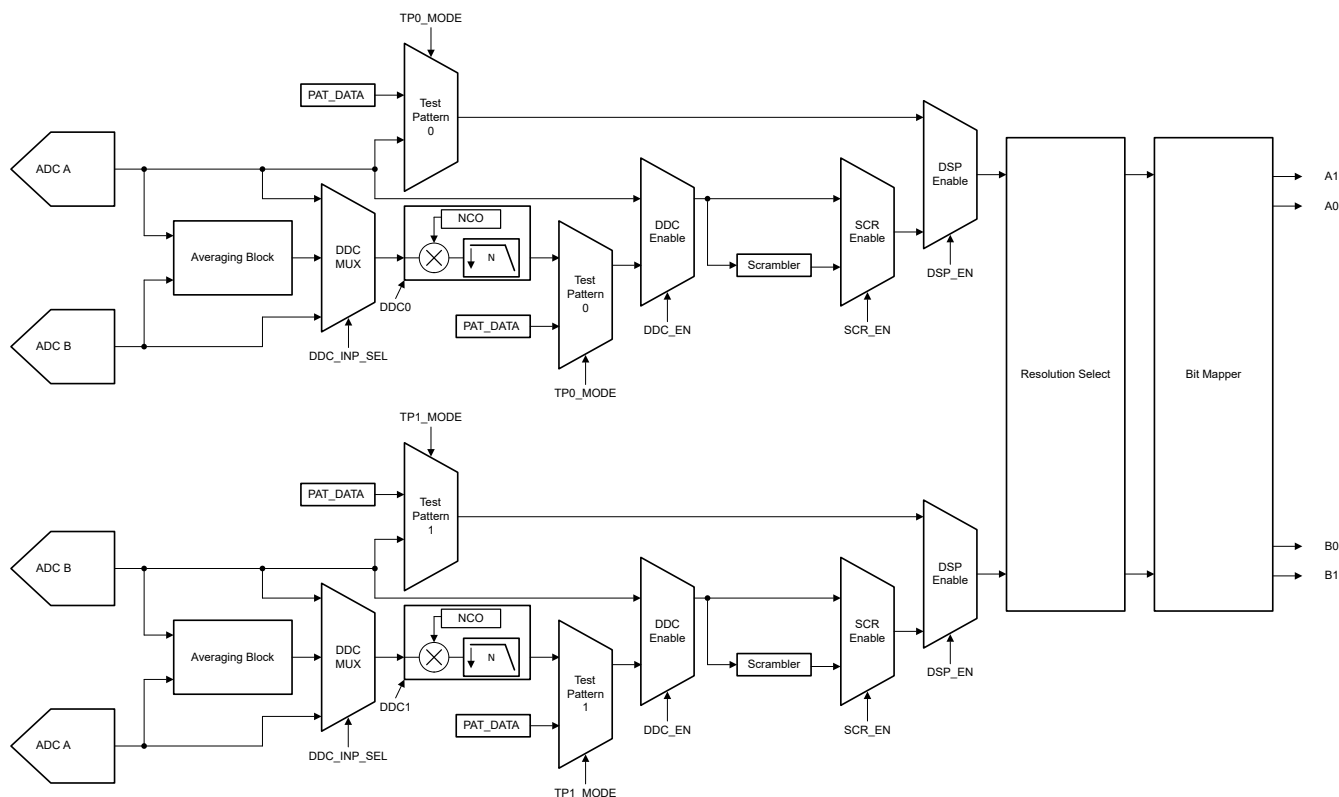 TP0_MODE
PAT_DATA
Test
Pattern
0
ADC A
Averaging Block
DDC
MUX
NCO
N
DDC0
ADC B
DDC_INP_SEL
PAT_DATA
Test
Pattern
0
TP0_MODE
DDC
Enable
DDC_EN
Scrambler
SCR
Enable
SCR_EN
DSP
Enable
DSP_EN
Resolution Select
Bit Mapper
A1
A0
B0
B1
TP1_MODE
PAT_DATA
Test
Pattern
1
ADC B
Averaging Block
DDC
MUX
NCO
N
DDC1
ADC A
DDC_INP_SEL
PAT_DATA
Test
Pattern
1
TP1_MODE
DDC
Enable
DDC_EN
Scrambler
SCR
Enable
SCR_EN
DSP
Enable
DSP_EN